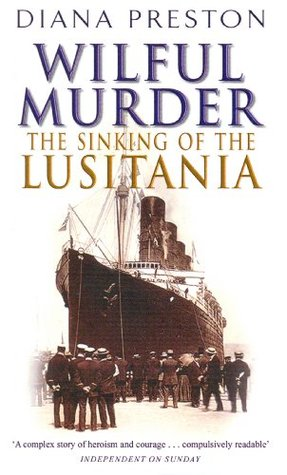 DIANA PRESTON
WILFUL
MURDER
THE SINKING OF THE
LUSITANIA
'A complex story of heroism and courage . . . compulsively readable'
INDEPENDENT ON SUNDAY